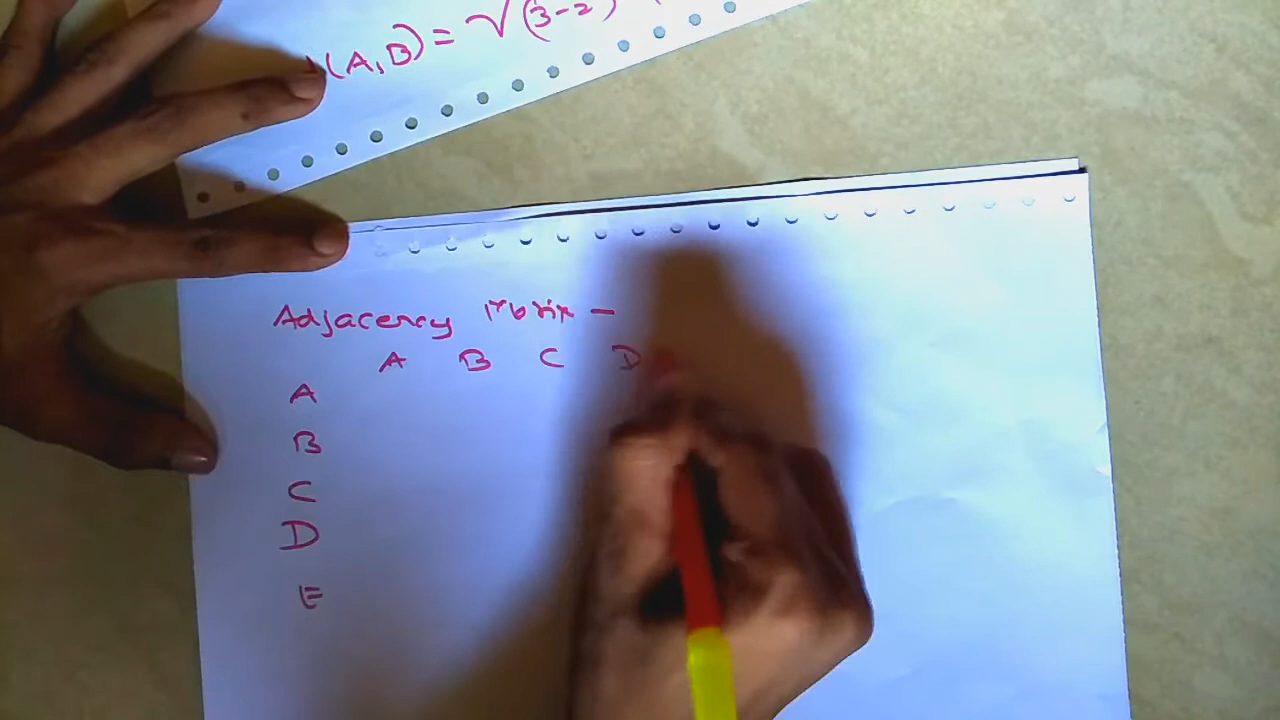 (A,B) = √(3-2)
Adjacency Matrix -
A B C D
A
B
C
D
E